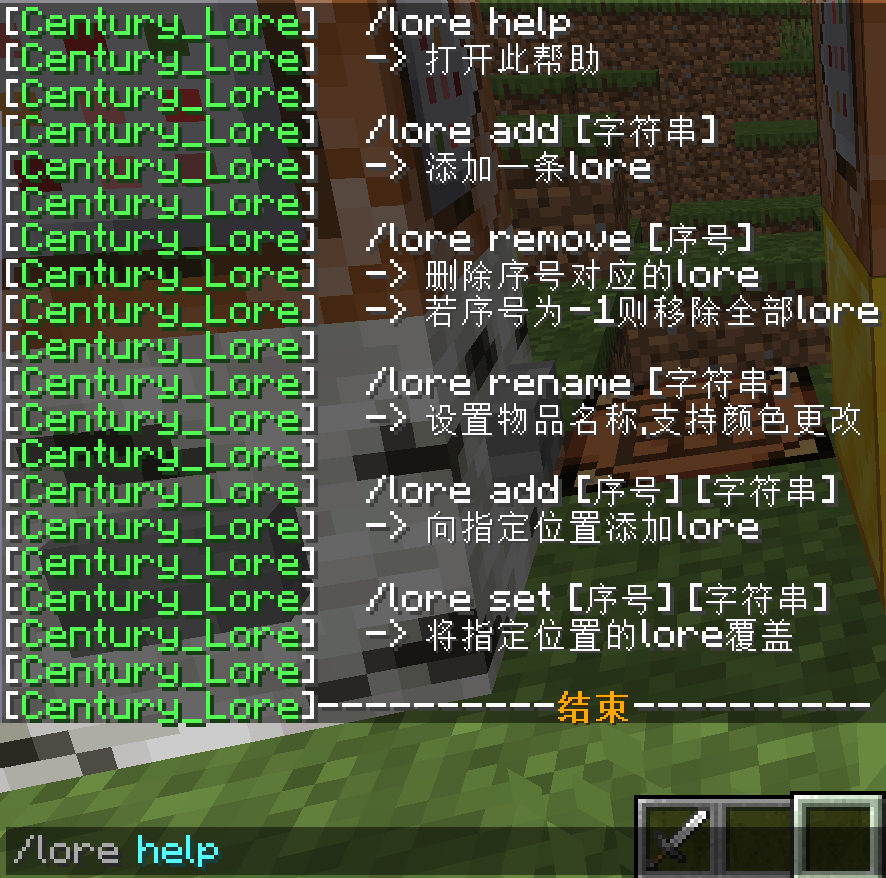 [Century_Lore] /lore help
[Century_Lore] -> 打开此帮助
[Century_Lore]
[Century_Lore] /lore add [字符串]
[Century_Lore] -> 添加一条lore
[Century_Lore]
[Century_Lore] /lore remove [序号]
[Century_Lore] -> 删除序号对应的lore
[Century_Lore] -> 若序号为-1则移除全部lore
[Century_Lore]
[Century_Lore] /lore rename [字符串]
[Century_Lore] -> 设置物品名称,支持颜色更改
[Century_Lore]
[Century_Lore] /lore add [序号] [字符串]
[Century_Lore] -> 向指定位置添加lore
[Century_Lore]
[Century_Lore] /lore set [序号] [字符串]
[Century_Lore] -> 将指定位置的lore覆盖
[Century_Lore]
[Century_Lore]----------结束----------
/lore help